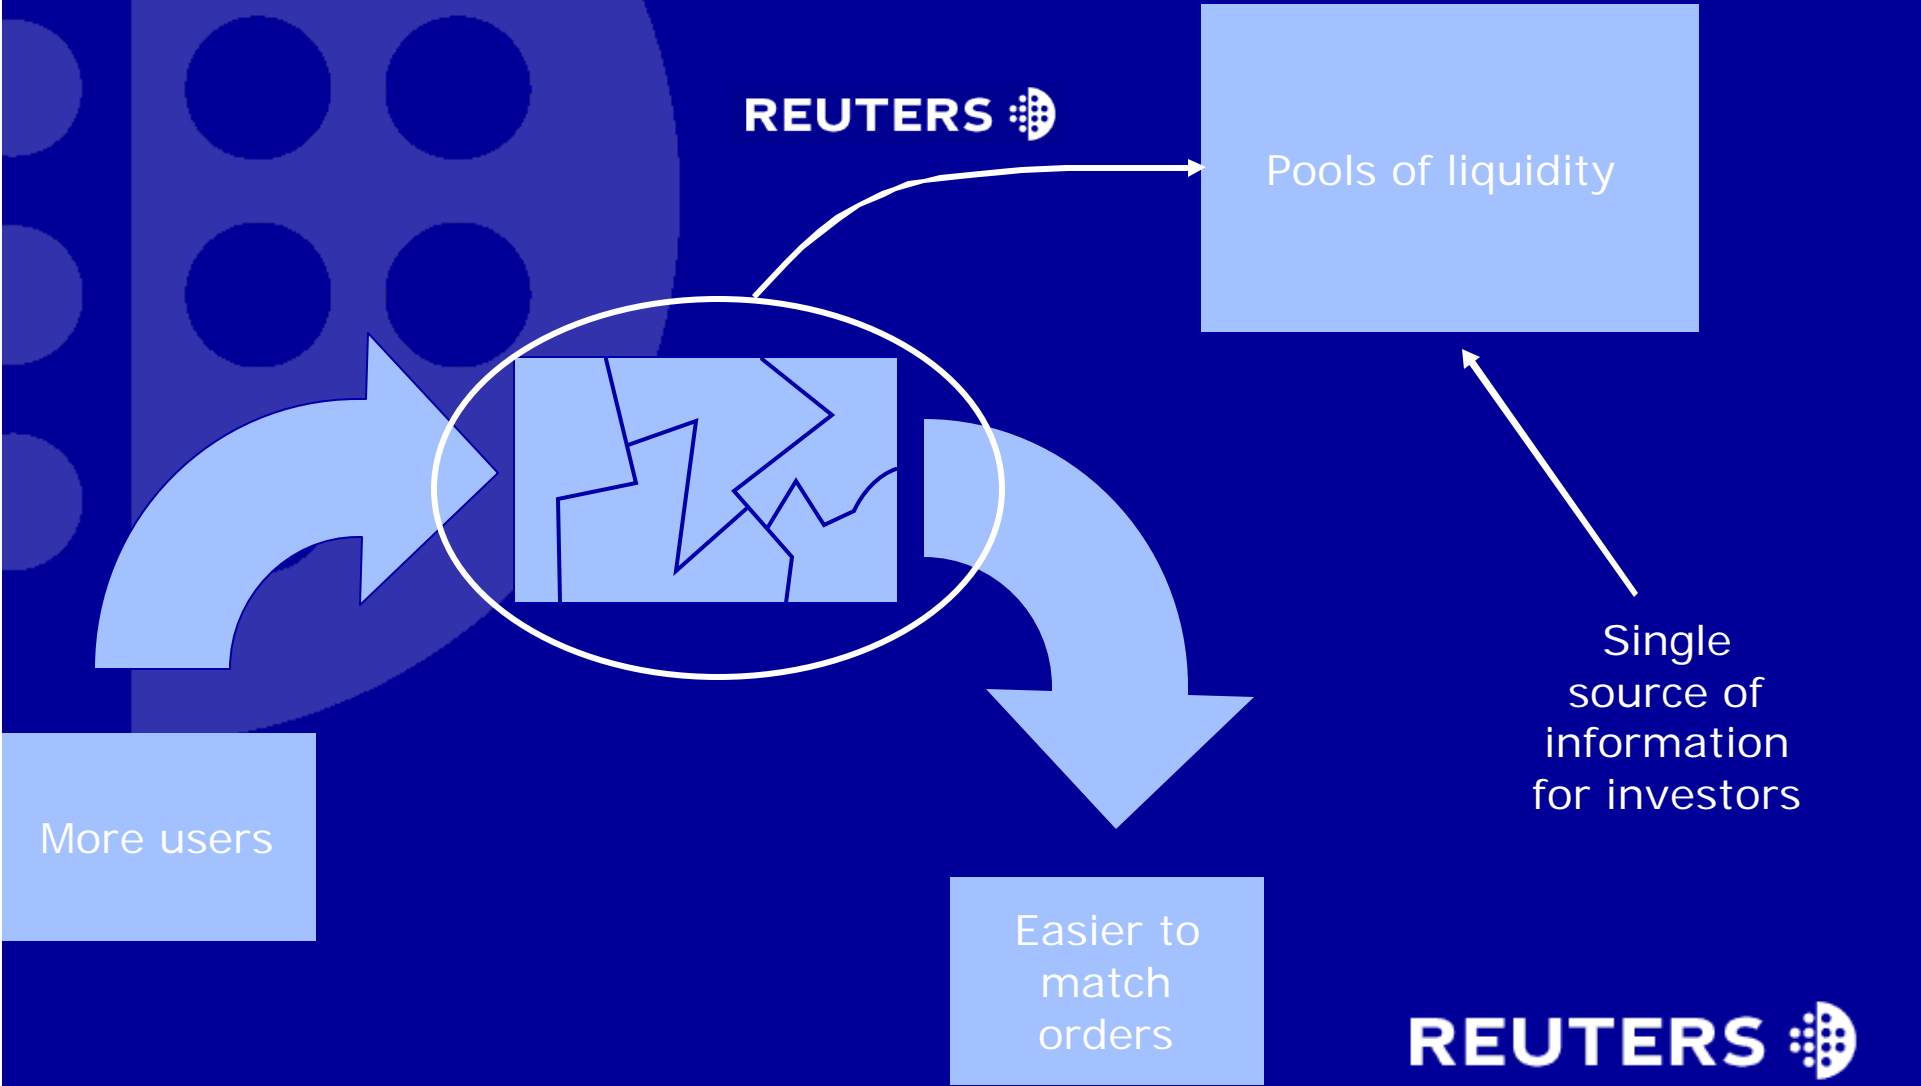 REUTERS
Pools of liquidity
Single
source of
information
for investors
More users
Easier to
match
orders
REUTERS